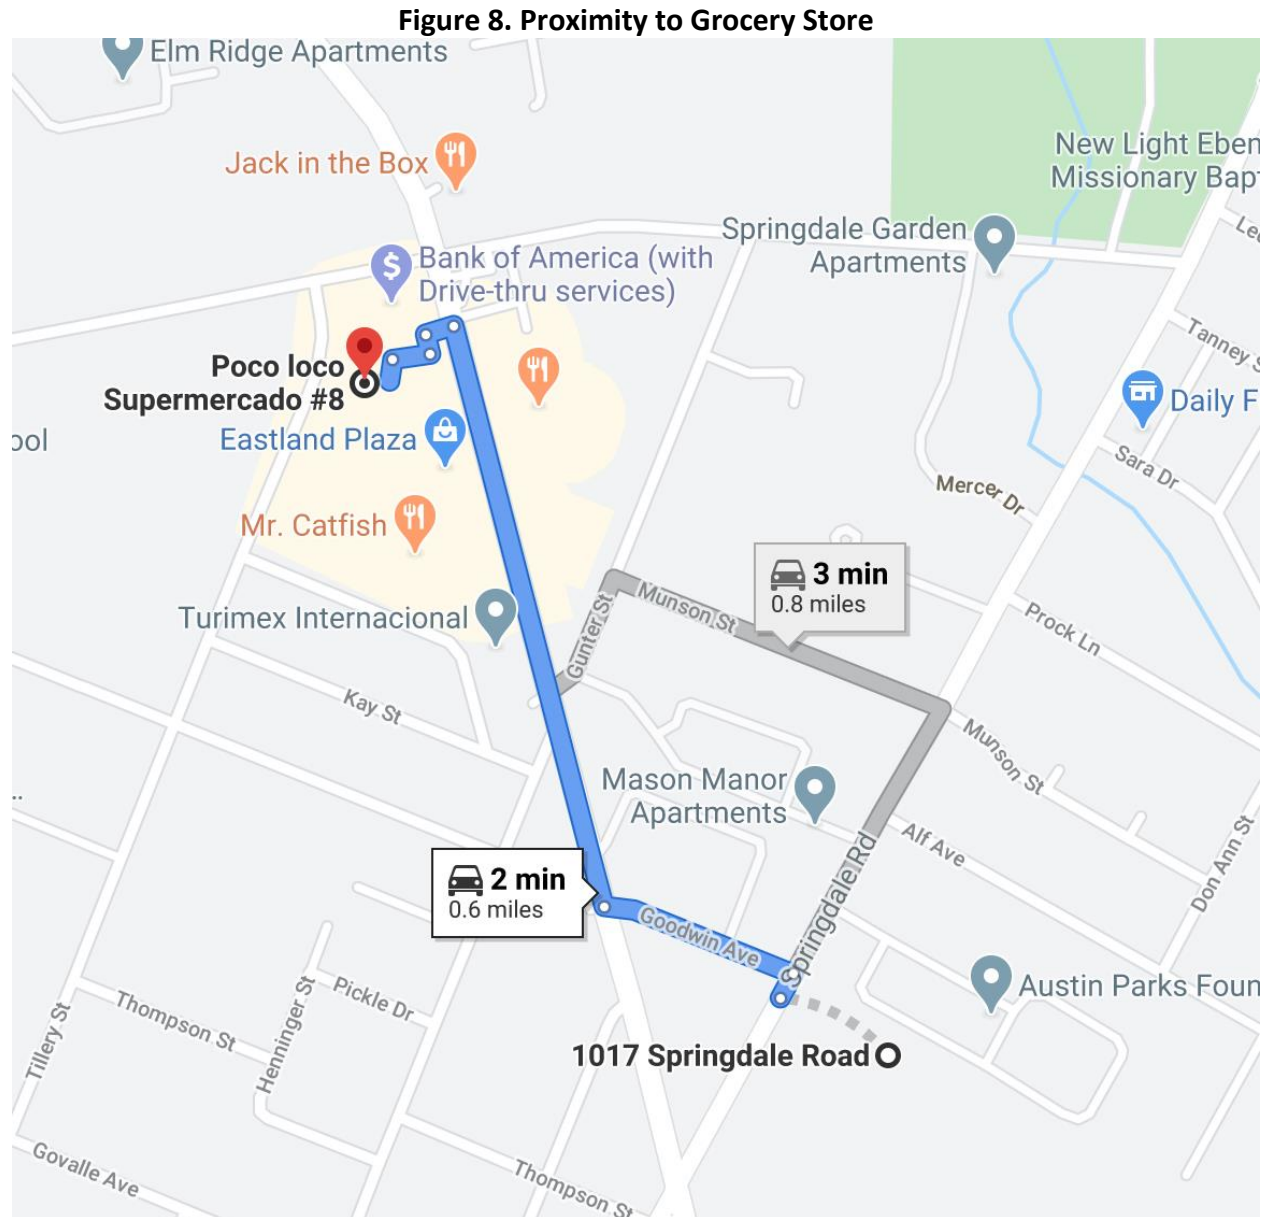 Figure 8. Proximity to Grocery Store
Elm Ridge Apartments
Jack in the Box
New Light Eben
Missionary Bap
Springdale Garden
Apartments
Bank of America (with
Drive-thru services)
Tanney S
Poco loco
Supermercado #8
Daily F
Eastland Plaza
ool
Sara Dr
Mercer Dr
Mr. Catfish
3 min
0.8 miles
Munson St
Turimex Internacional
Gunter St
Prock Ln
Kay St
Munson St
Mason Manor
Apartments
..
Alf Ave
Springdale Rd
Don Ann St
2 min
0.6 miles
Goodwin Ave
Austin Parks Foun
Pickle Dr
Thompson St
Henninger St
Tillery St
1017 Springdale Road
Govalle Ave
Thompson St